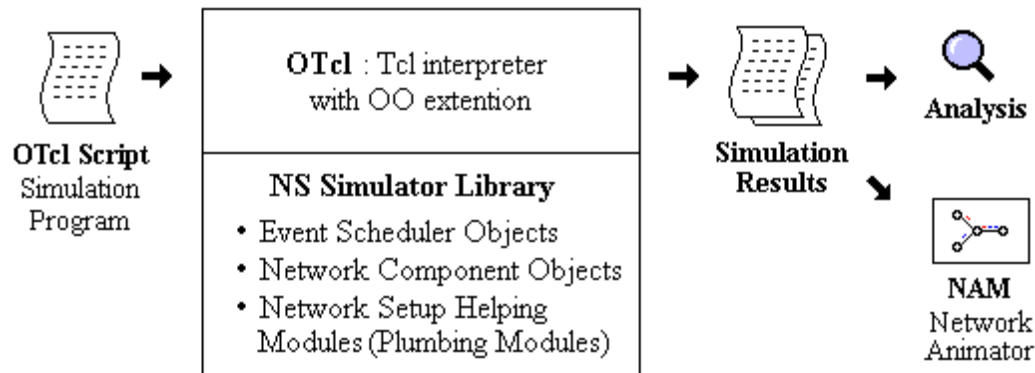 OTcl Script
Simulation
Program
OTcl : Tcl interpreter
with OO extention
NS Simulator Library
• Event Scheduler Objects
• Network Component Objects
• Network Setup Helping
Modules (Plumbing Modules)
Simulation
Results
Analysis
NAM
Network
Animator